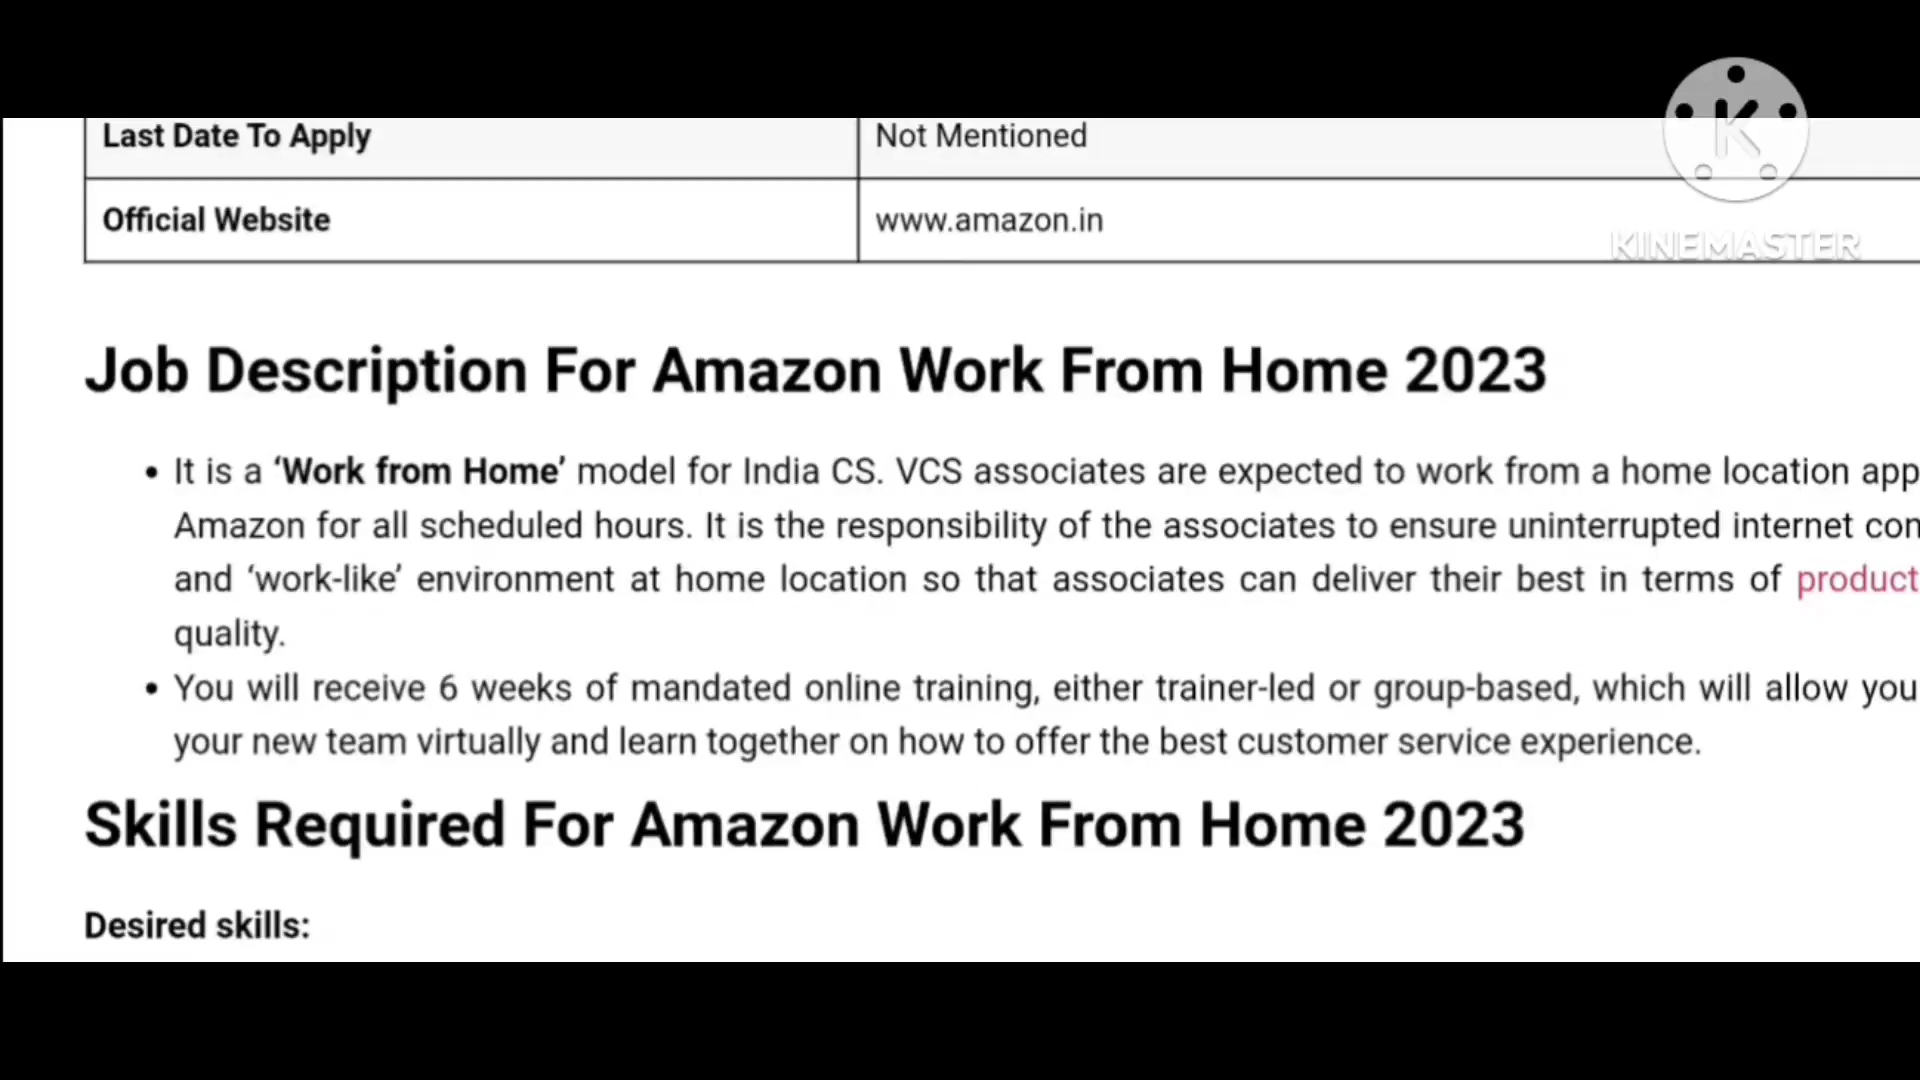 Last Date To Apply Not Mentioned
Official Website www.amazon.in
KINEMASTER
Job Description For Amazon Work From Home 2023
• It is a ‘Work from Home’ model for India CS. VCS associates are expected to work from a home location app
Amazon for all scheduled hours. It is the responsibility of the associates to ensure uninterrupted internet con
and ‘work-like’ environment at home location so that associates can deliver their best in terms of product
quality.
• You will receive 6 weeks of mandated online training, either trainer-led or group-based, which will allow you
your new team virtually and learn together on how to offer the best customer service experience.
Skills Required For Amazon Work From Home 2023
Desired skills: